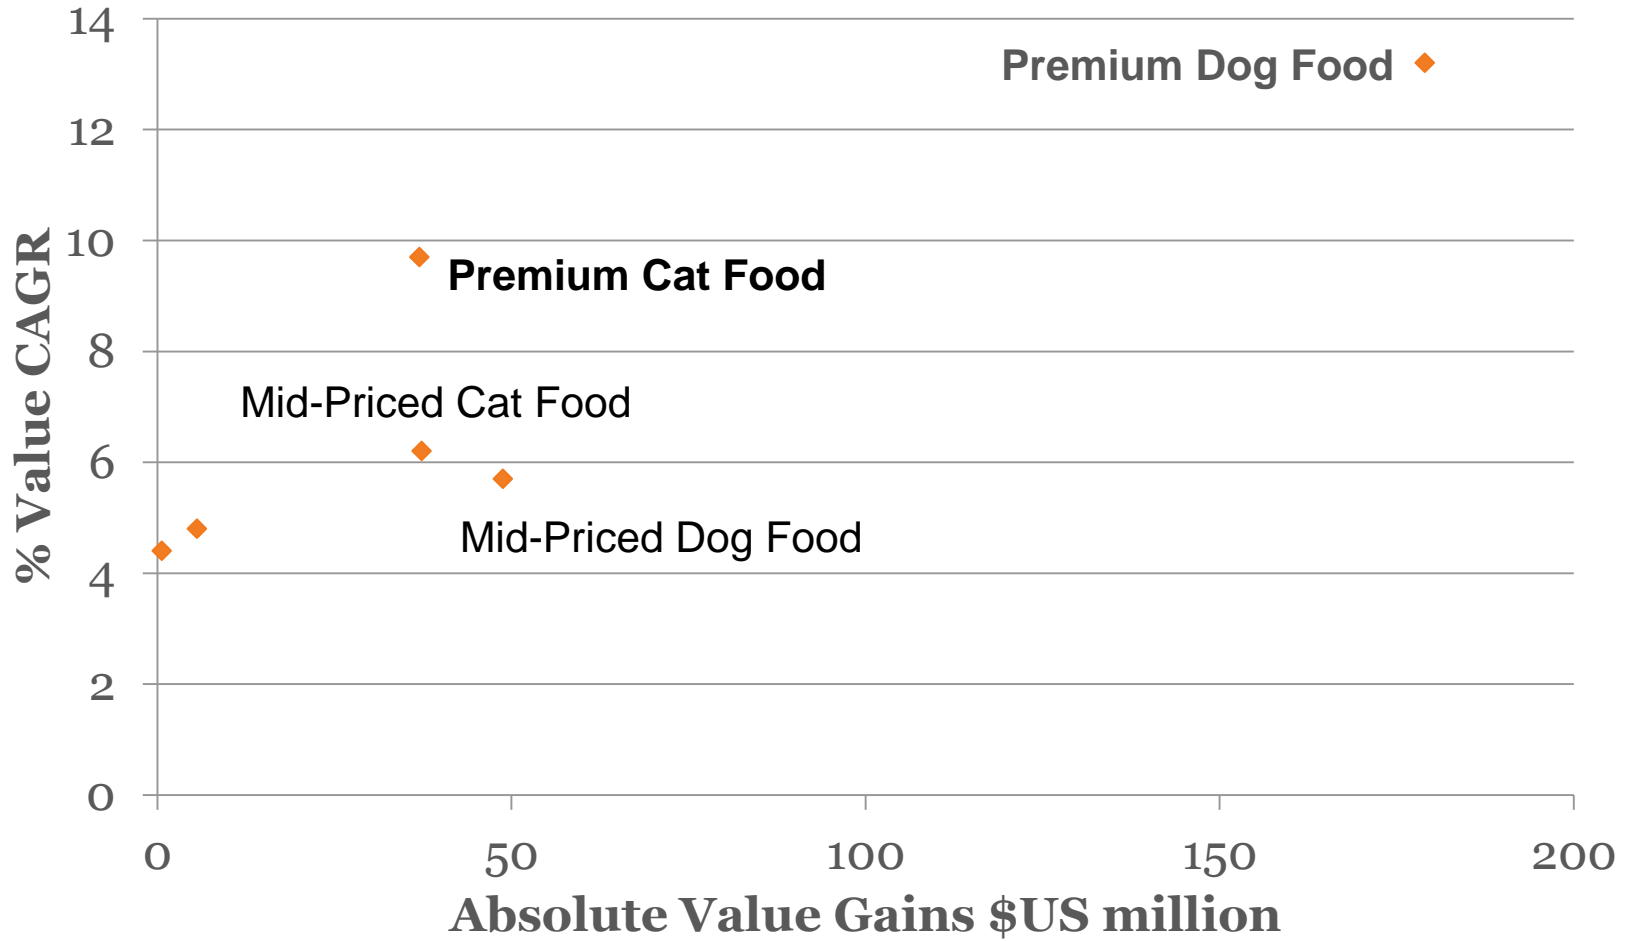 14
Premium Dog Food
12
10
Premium Cat Food
8
Mid-Priced Cat Food
6
Mid-Priced Dog Food
4
2
0
% Value CAGR
0 50 100 150 200
Absolute Value Gains $US million